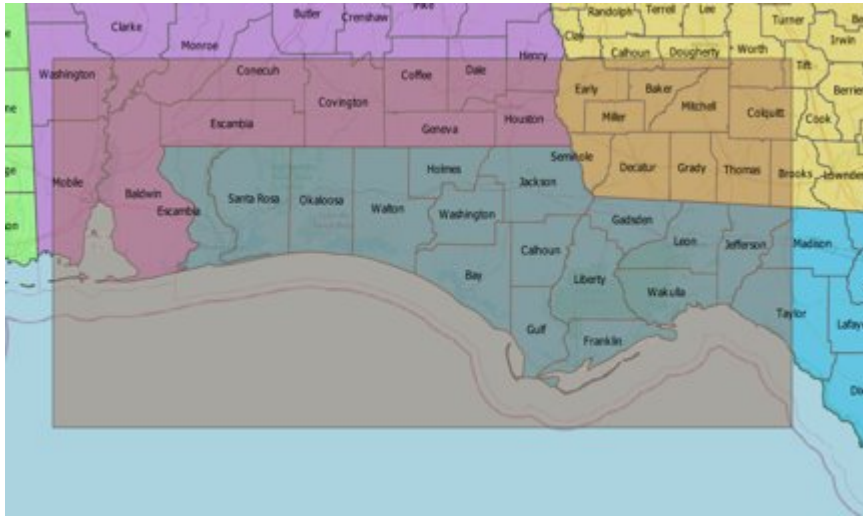 Clarke
Butler
Crenshaw
Pike
Henry
Clay
Randolph
Terrell
Lee
Turner
Irwin
Monroe
Calhoun
Dougherty
Worth
Tift
Washington
Conecuh
Coffee
Dale
Early
Baker
Berrie
Covington
Miller
Mitchell
Colquitt
Cook
Escambia
Geneva
Houston
Mobile
Baldwin
Holmes
Seminole
Decatur
Grady
Thomas
Brooks
Lowndes
Escambia
Santa Rosa
Okaloosa
Walton
Jackson
Washington
Gadsden
Leon
Jefferson
Madison
Calhoun
Bay
Liberty
Wakulla
Taylor
Lafay
Gulf
Franklin